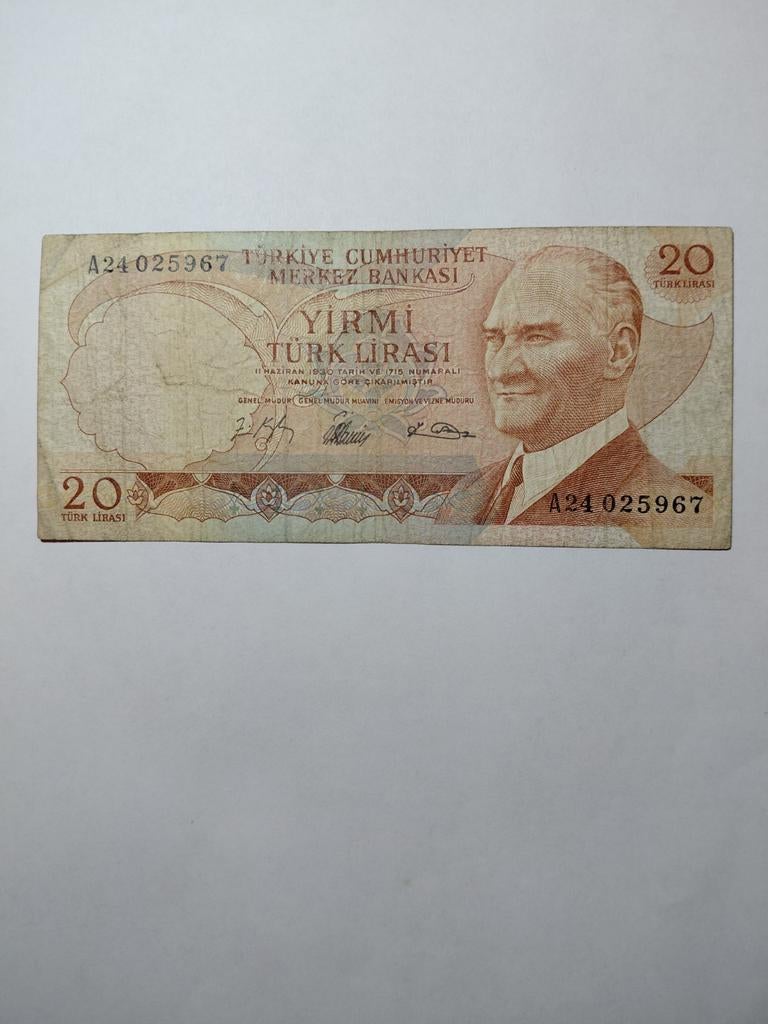 A24 025967
TÜRKİYE CUMHURİYET
MERKEZ BANKASI
20
TÜRK LİRASI
YİRMİ
TÜRK LİRASI
11 HAZİRAN 1930 TARİH VE 1715 NUMARALI
KANUNA GÖRE ÇIKARILMIŞTIR
GENEL MÜDÜR GENEL MÜDÜR MUAVİNİ EMİSYON VE VEZNE MÜDÜRÜ
20
TÜRK LİRASI
A24 025967